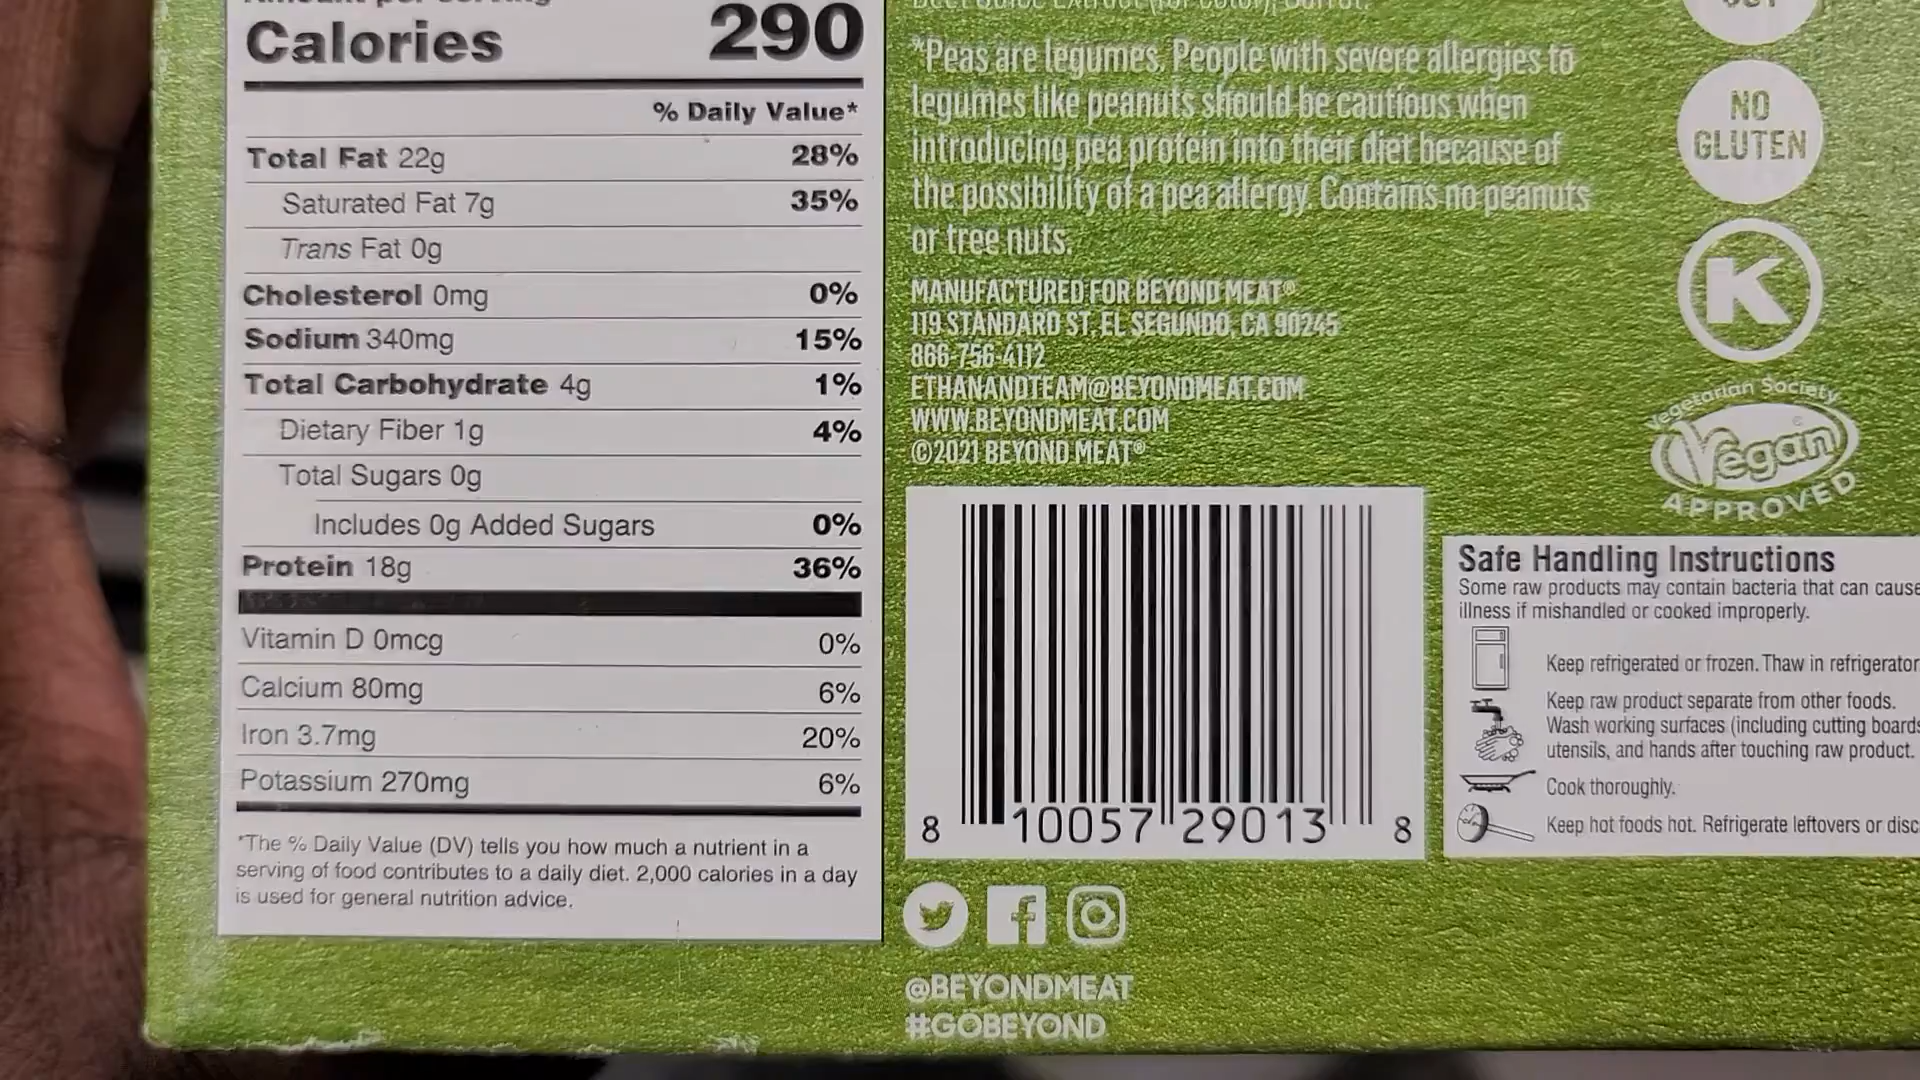 Amount per serving
Calories 290
% Daily Value*
Total Fat 22g 28%
Saturated Fat 7g 35%
Trans Fat 0g
Cholesterol 0mg 0%
Sodium 340mg 15%
Total Carbohydrate 4g 1%
Dietary Fiber 1g 4%
Total Sugars 0g
Includes 0g Added Sugars 0%
Protein 18g 36%
Vitamin D 0mcg 0%
Calcium 80mg 6%
Iron 3.7mg 20%
Potassium 270mg 6%
*The % Daily Value (DV) tells you how much a nutrient in a
serving of food contributes to a daily diet. 2,000 calories in a day
is used for general nutrition advice.
*Peas are legumes. People with severe allergies to
legumes like peanuts should be cautious when
introducing pea protein into their diet because of
the possibility of a pea allergy. Contains no peanuts
or tree nuts.
MANUFACTURED FOR BEYOND MEAT®
119 STANDARD ST, EL SEGUNDO, CA 90245
866-756-4112
ETHANANDTEAM@BEYONDMEAT.COM
WWW.BEYONDMEAT.COM
©2021 BEYOND MEAT®
8 10057 29013 8
@BEYONDMEAT
#GOBEYOND
NO
GLUTEN
K
Vegetarian Society
Vegan
APPROVED
Safe Handling Instructions
Some raw products may contain bacteria that can cause
illness if mishandled or cooked improperly.
Keep refrigerated or frozen. Thaw in refrigerator
Keep raw product separate from other foods.
Wash working surfaces (including cutting boards
utensils, and hands after touching raw product.
Cook thoroughly.
Keep hot foods hot. Refrigerate leftovers or disc